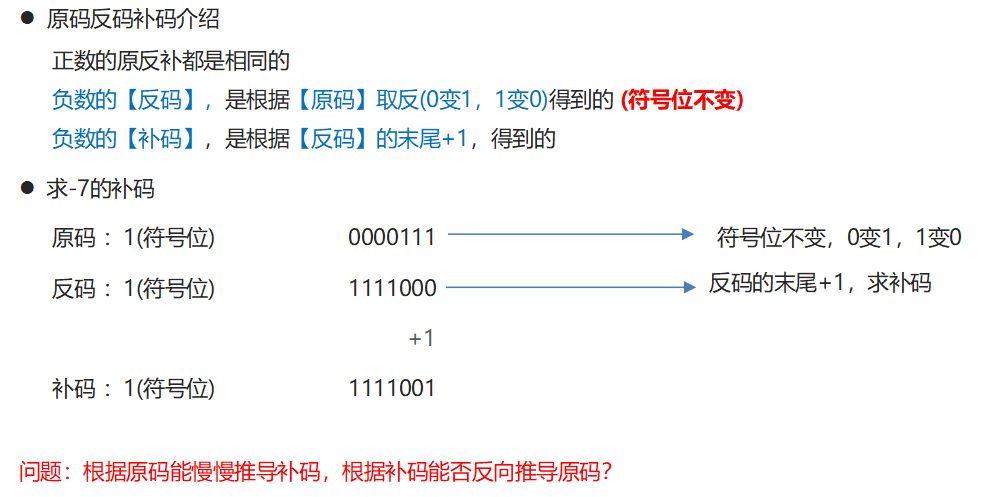 ● 原码反码补码介绍
正数的原反补都是相同的
负数的【反码】，是根据【原码】取反(0变1，1变0)得到的 (符号位不变)
负数的【补码】，是根据【反码】的末尾+1，得到的
● 求-7的补码
原码 ：1(符号位) 0000111 符号位不变，0变1，1变0
反码 ：1(符号位) 1111000 反码的末尾+1，求补码
+1
补码 ：1(符号位) 1111001
问题：根据原码能慢慢推导补码，根据补码能否反向推导原码？